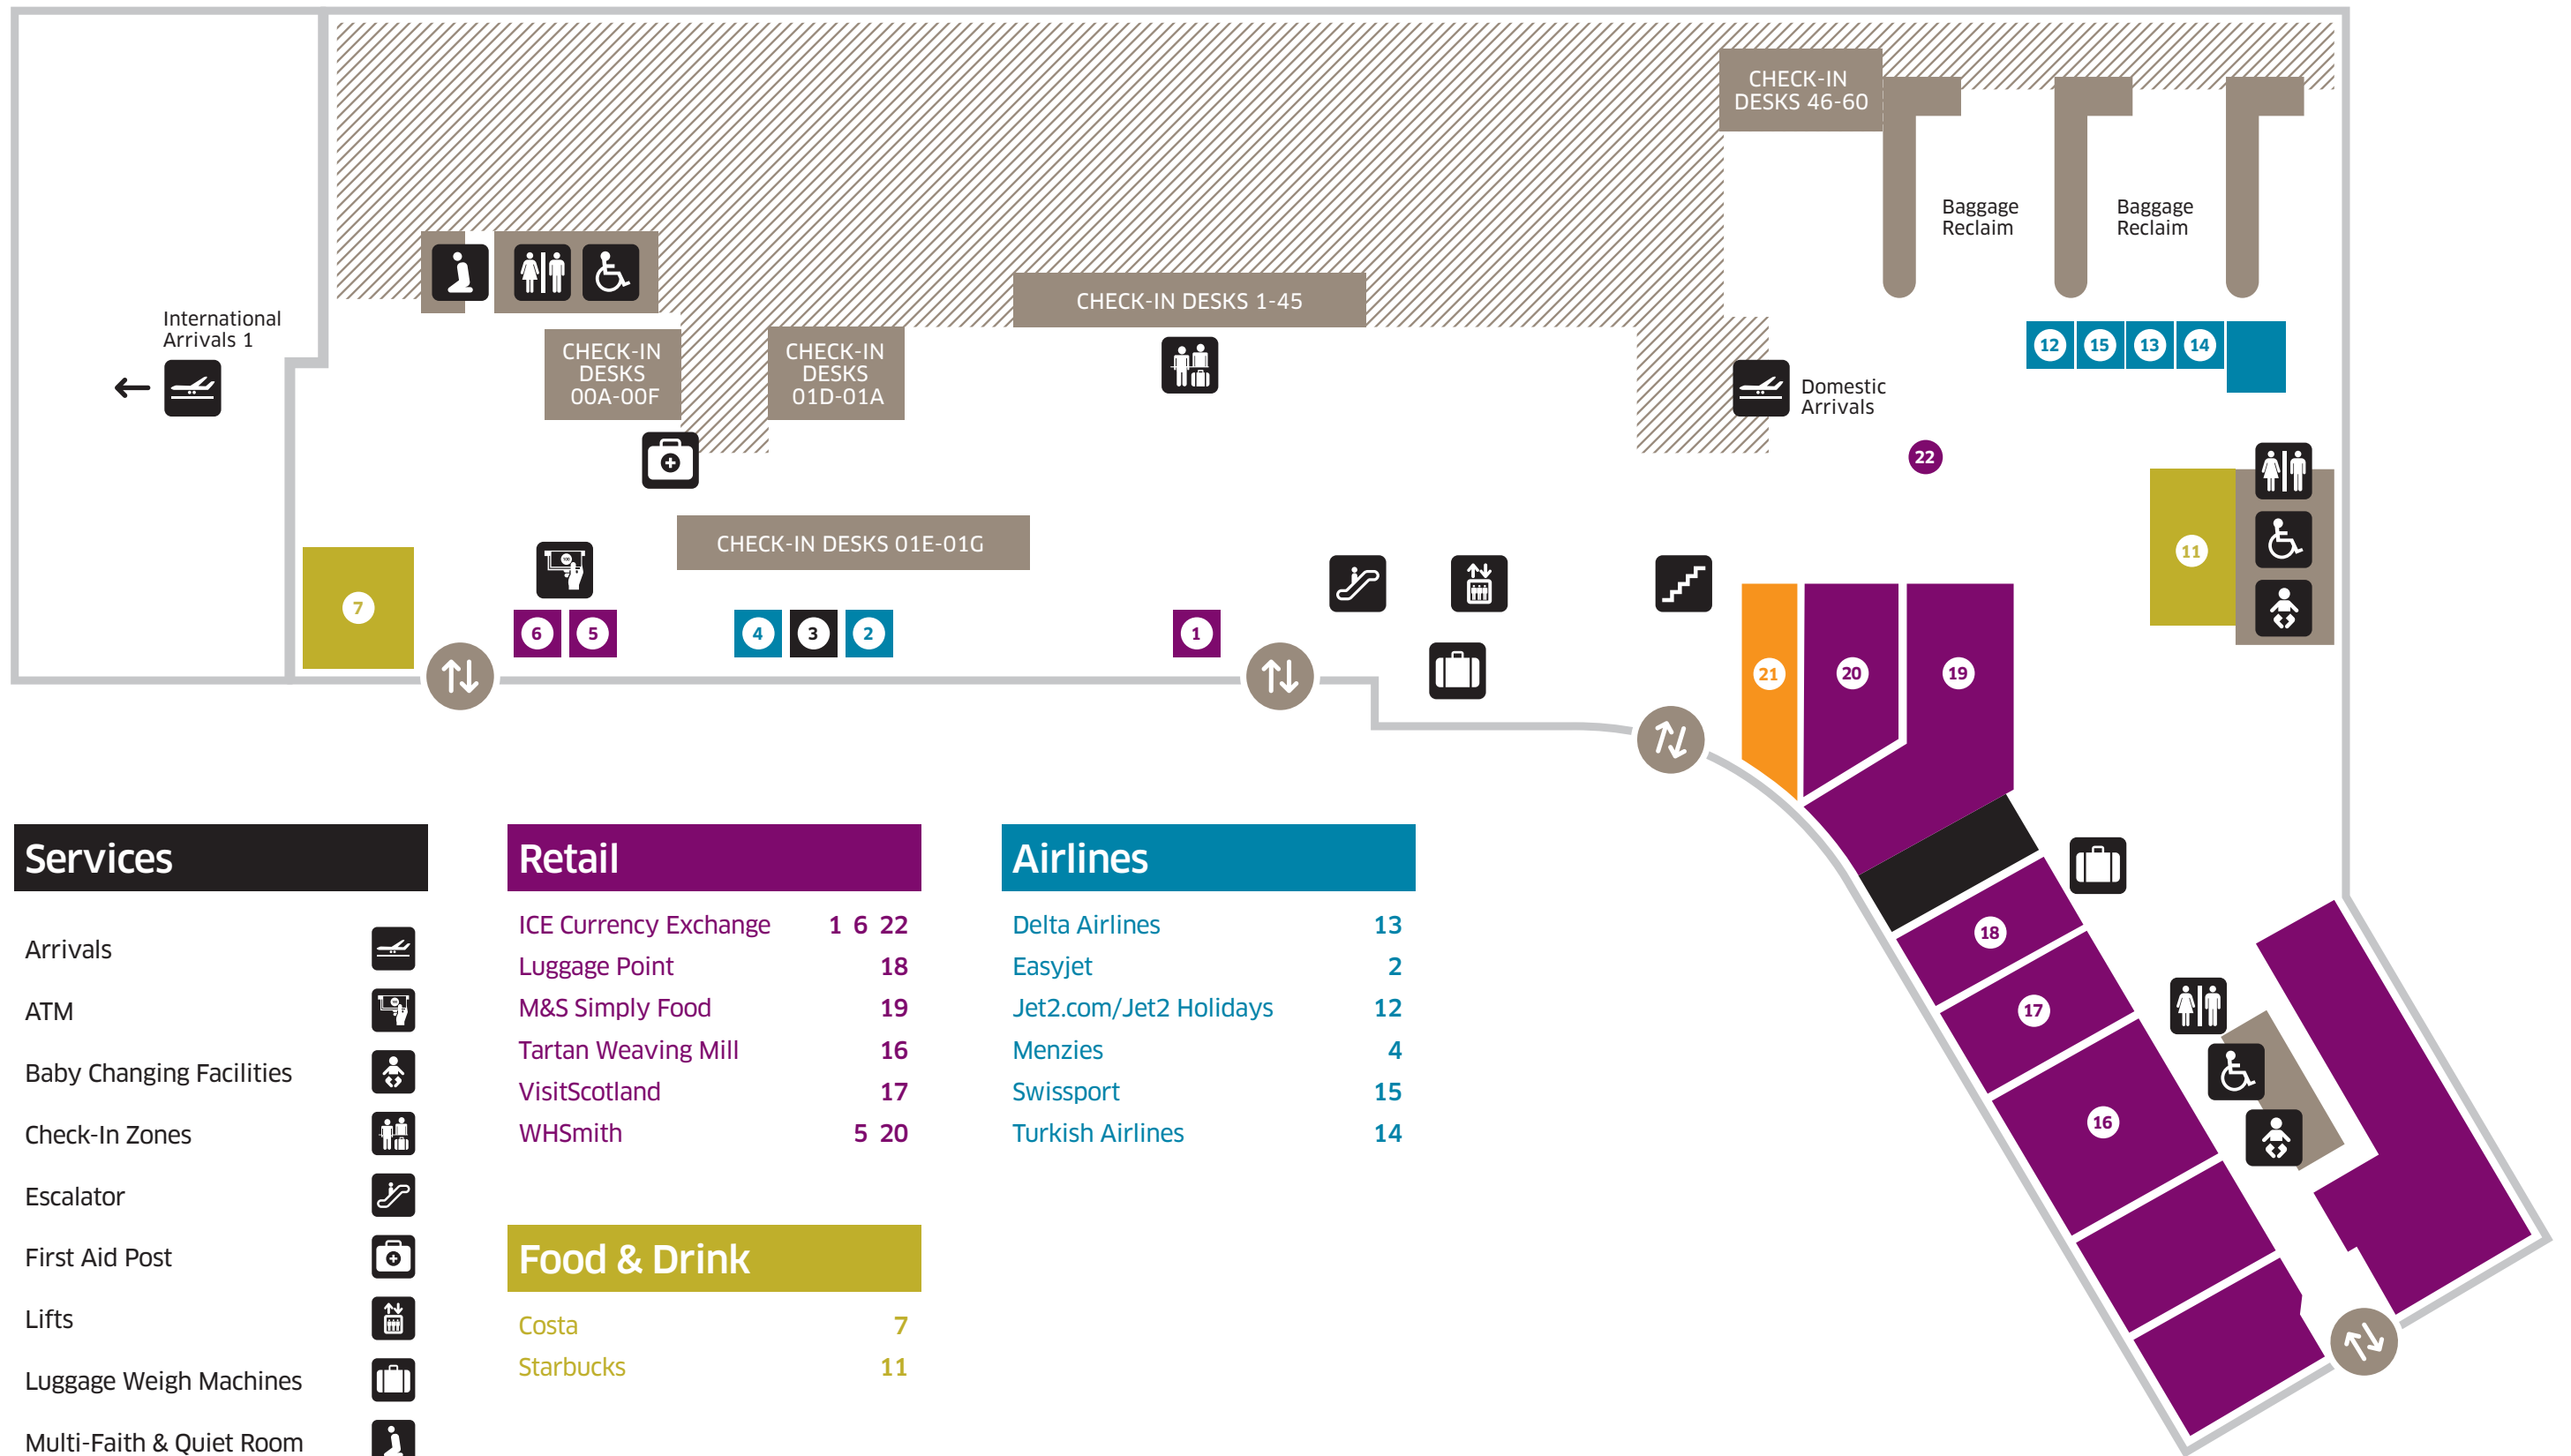 CHECK-IN
DESKS 46-60
Baggage
Reclaim
Baggage
Reclaim
CHECK-IN DESKS 1-45
International
Arrivals 1
CHECK-IN
DESKS
00A-00F
CHECK-IN
DESKS
01D-01A
12
15
13
14
Domestic
Arrivals
22
CHECK-IN DESKS 01E-01G
11
7
6
5
4
3
2
1
21
20
19
18
17
16
Services
Arrivals
ATM
Baby Changing Facilities
Check-In Zones
Escalator
First Aid Post
Lifts
Luggage Weigh Machines
Multi-Faith & Quiet Room
Retail
ICE Currency Exchange 1 6 22
Luggage Point 18
M&S Simply Food 19
Tartan Weaving Mill 16
VisitScotland 17
WHSmith 5 20
Food & Drink
Costa 7
Starbucks 11
Airlines
Delta Airlines 13
Easyjet 2
Jet2.com/Jet2 Holidays 12
Menzies 4
Swissport 15
Turkish Airlines 14